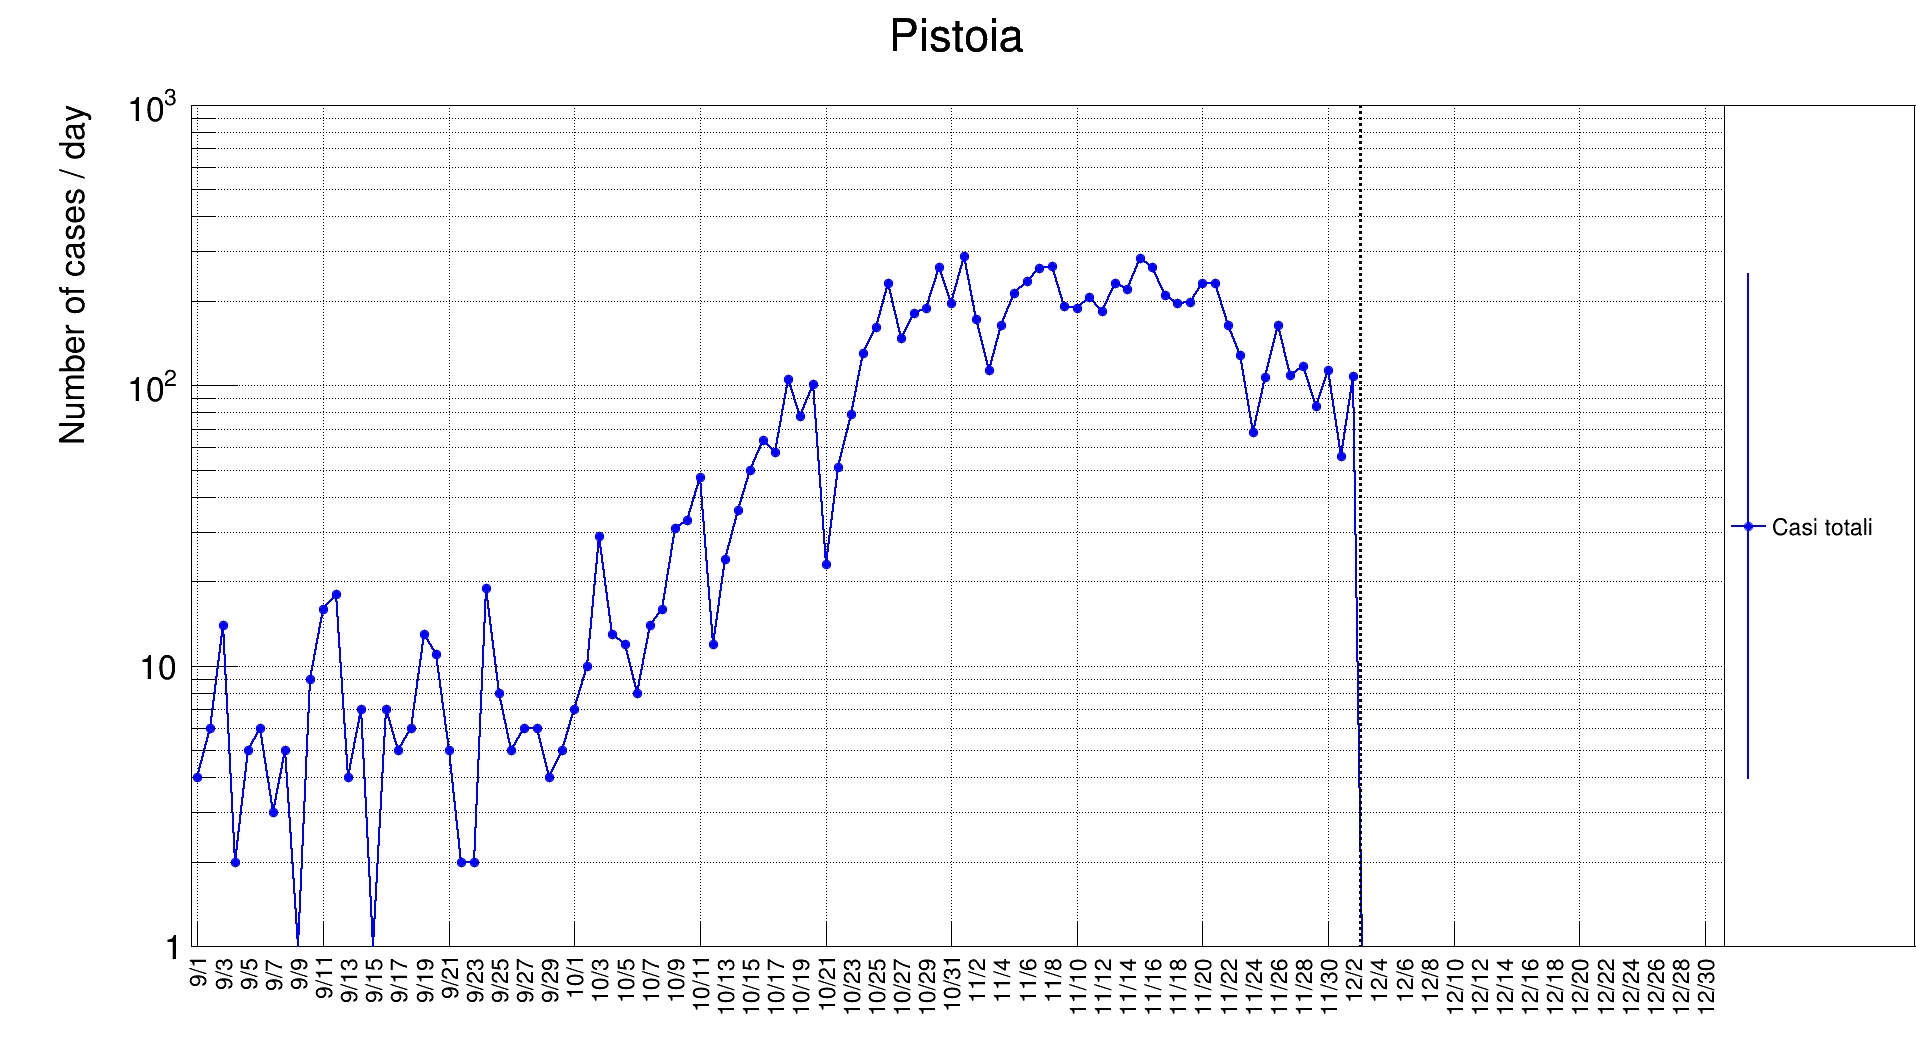 Pistoia
Number of cases / day
10³
10²
10
1
9/1 9/3 9/5 9/7 9/9 9/11 9/13 9/15 9/17 9/19 9/21 9/23 9/25 9/27 9/29 10/1 10/3 10/5 10/7 10/9 10/11 10/13 10/15 10/17 10/19 10/21 10/23 10/25 10/27 10/29 10/31 11/2 11/4 11/6 11/8 11/10 11/12 11/14 11/16 11/18 11/20 11/22 11/24 11/26 11/28 11/30 12/2 12/4 12/6 12/8 12/10 12/12 12/14 12/16 12/18 12/20 12/22 12/24 12/26 12/28 12/30
Casi totali